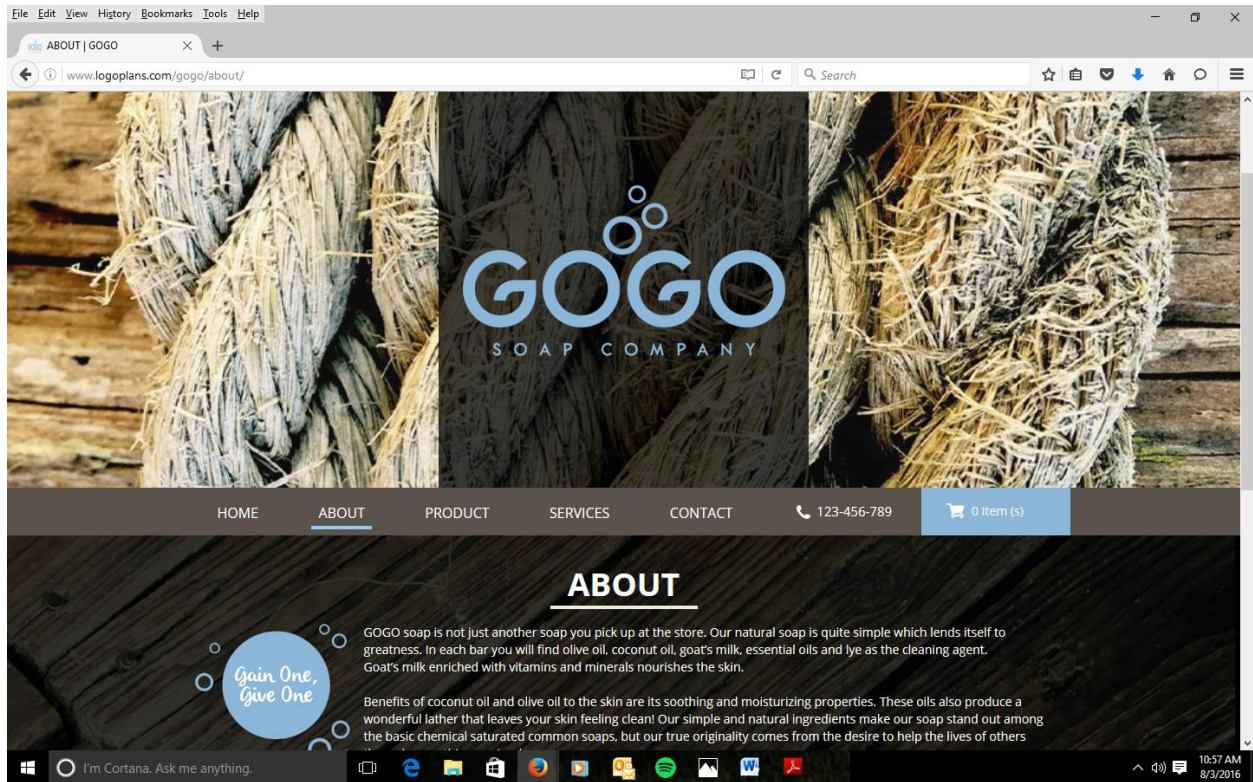 File Edit View History Bookmarks Tools Help
ABOUT | GOGO
www.logoplans.com/gogo/about/
Search
GOGO
SOAP COMPANY
HOME ABOUT PRODUCT SERVICES CONTACT 123-456-789 0 Item (s)
ABOUT
Gain One,
Give One
GOGO soap is not just another soap you pick up at the store. Our natural soap is quite simple which lends itself to
greatness. In each bar you will find olive oil, coconut oil, goat's milk, essential oils and lye as the cleaning agent.
Goat's milk enriched with vitamins and minerals nourishes the skin.
Benefits of coconut oil and olive oil to the skin are its soothing and moisturizing properties. These oils also produce a
wonderful lather that leaves your skin feeling clean! Our simple and natural ingredients make our soap stand out among
the basic chemical saturated common soaps, but our true originality comes from the desire to help the lives of others
I'm Cortana. Ask me anything.
10:57 AM
8/3/2016